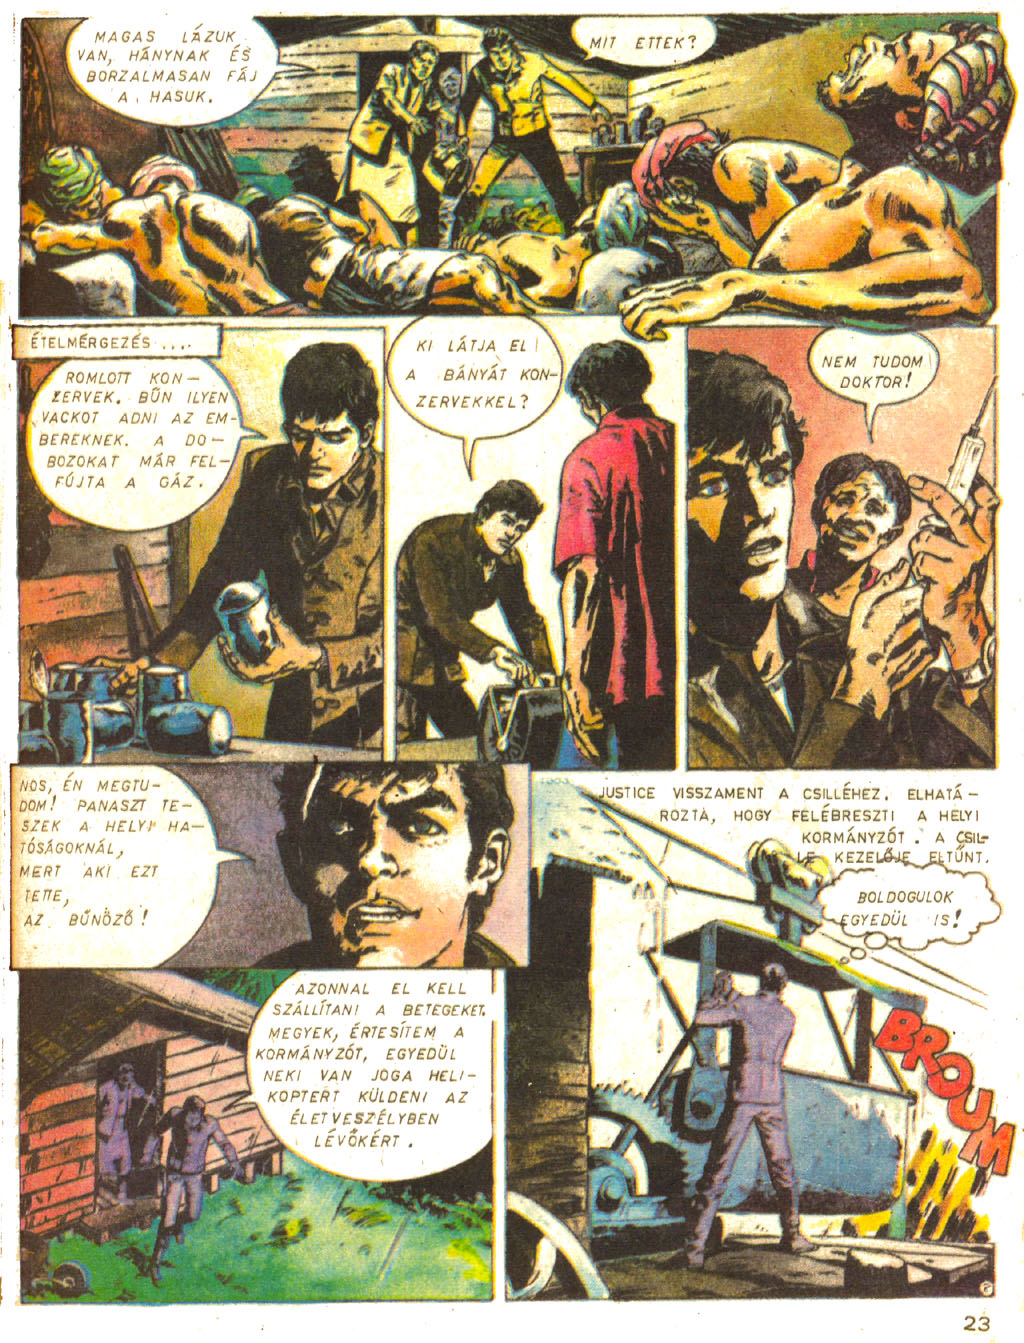 MAGAS LÁZUK
VAN, HÁNYNAK ÉS
BORZALMASAN FÁJ
A HASUK.
MIT ETTEK?
ÉTELMÉRGEZÉS ....
ROMLOTT KON-
ZERVEK. BŰN ILYEN
VACKOT ADNI AZ EM-
BEREKNEK. A DO-
BOZOKAT MÁR FEL-
FÚJTA A GÁZ.
KI LÁTJA EL
A BÁNYÁT KON-
ZERVEKKEL?
NEM TUDOM
DOKTOR!
NOS, ÉN MEGTU-
DOM! PANASZT TE-
SZEK A HELYI HA-
TÓSÁGOKNÁL,
MERT AKI EZT
TETTE,
AZ BŰNÖZŐ!
JUSTICE VISSZAMENT A CSILLÉHEZ. ELHATÁ-
ROZTA, HOGY FELÉBRESZTI A HELYI
KORMÁNYZÓT. A CSIL-
LE KEZELŐJE ELTŰNT.
BOLDOGULOK
EGYEDÜL IS!
AZONNAL EL KELL
SZÁLLÍTANI A BETEGEKET.
MEGYEK, ÉRTESÍTEM A
KORMÁNYZÓT, EGYEDÜL
NEKI VAN JOGA HELI-
KOPTERT KÜLDENI AZ
ÉLETVESZÉLYBEN
LÉVŐKÉRT.
BROUM
23